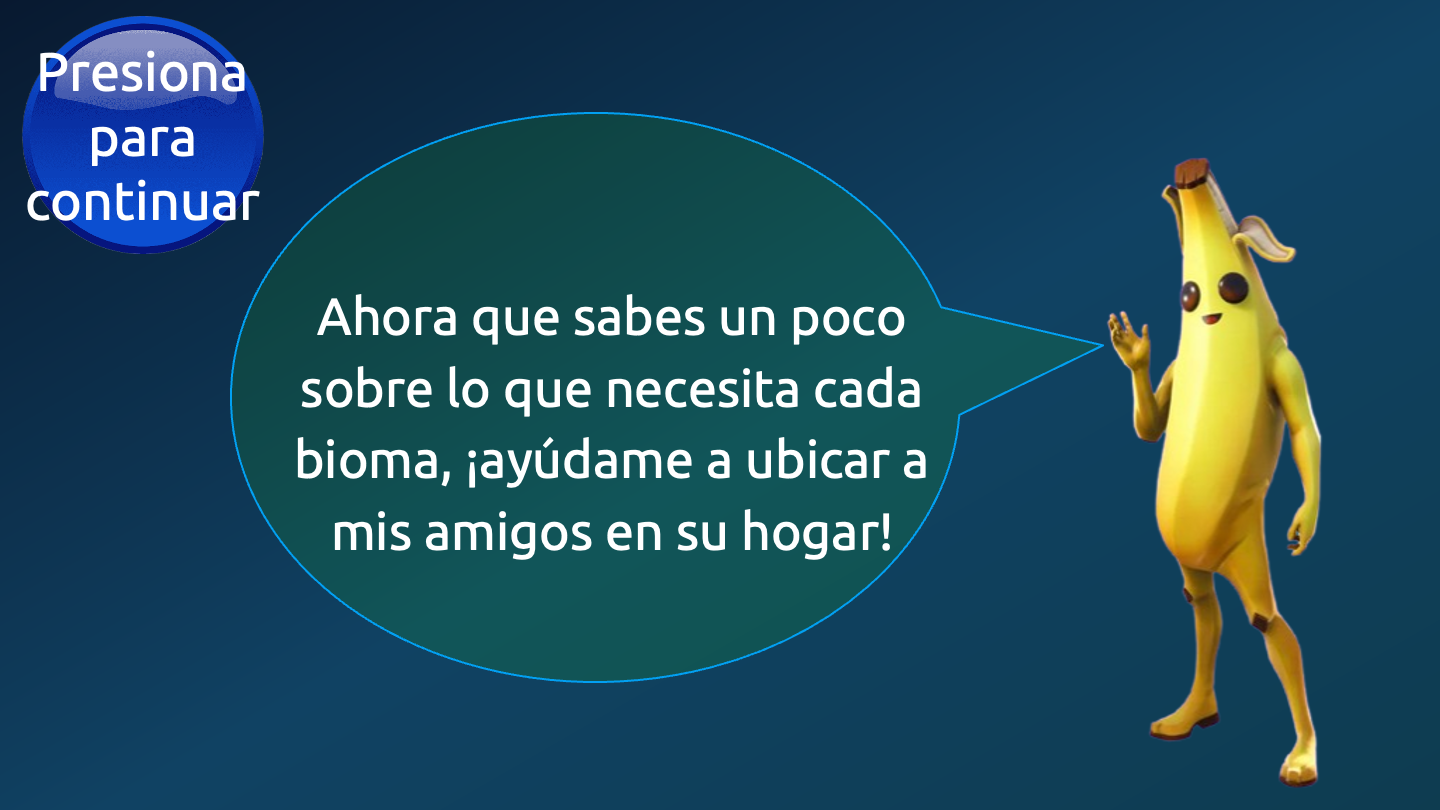 Presiona
para
continuar
Ahora que sabes un poco
sobre lo que necesita cada
bioma, ¡ayúdame a ubicar a
mis amigos en su hogar!